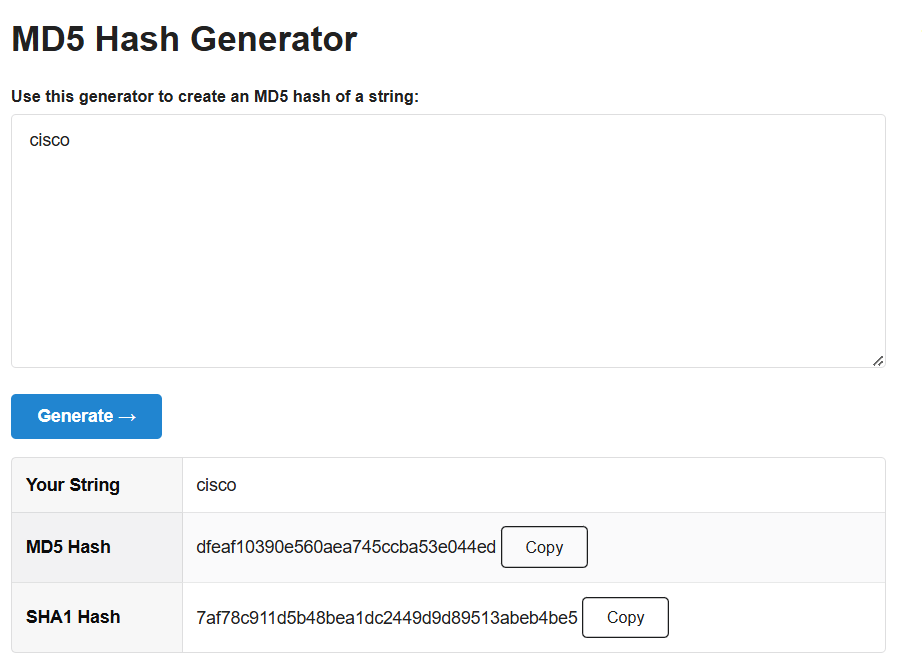 MD5 Hash Generator
Use this generator to create an MD5 hash of a string:
cisco
Generate →
Your String cisco
MD5 Hash dfeaf10390e560aea745ccba53e044ed Copy
SHA1 Hash 7af78c911d5b48bea1dc2449d9d89513abeb4be5 Copy